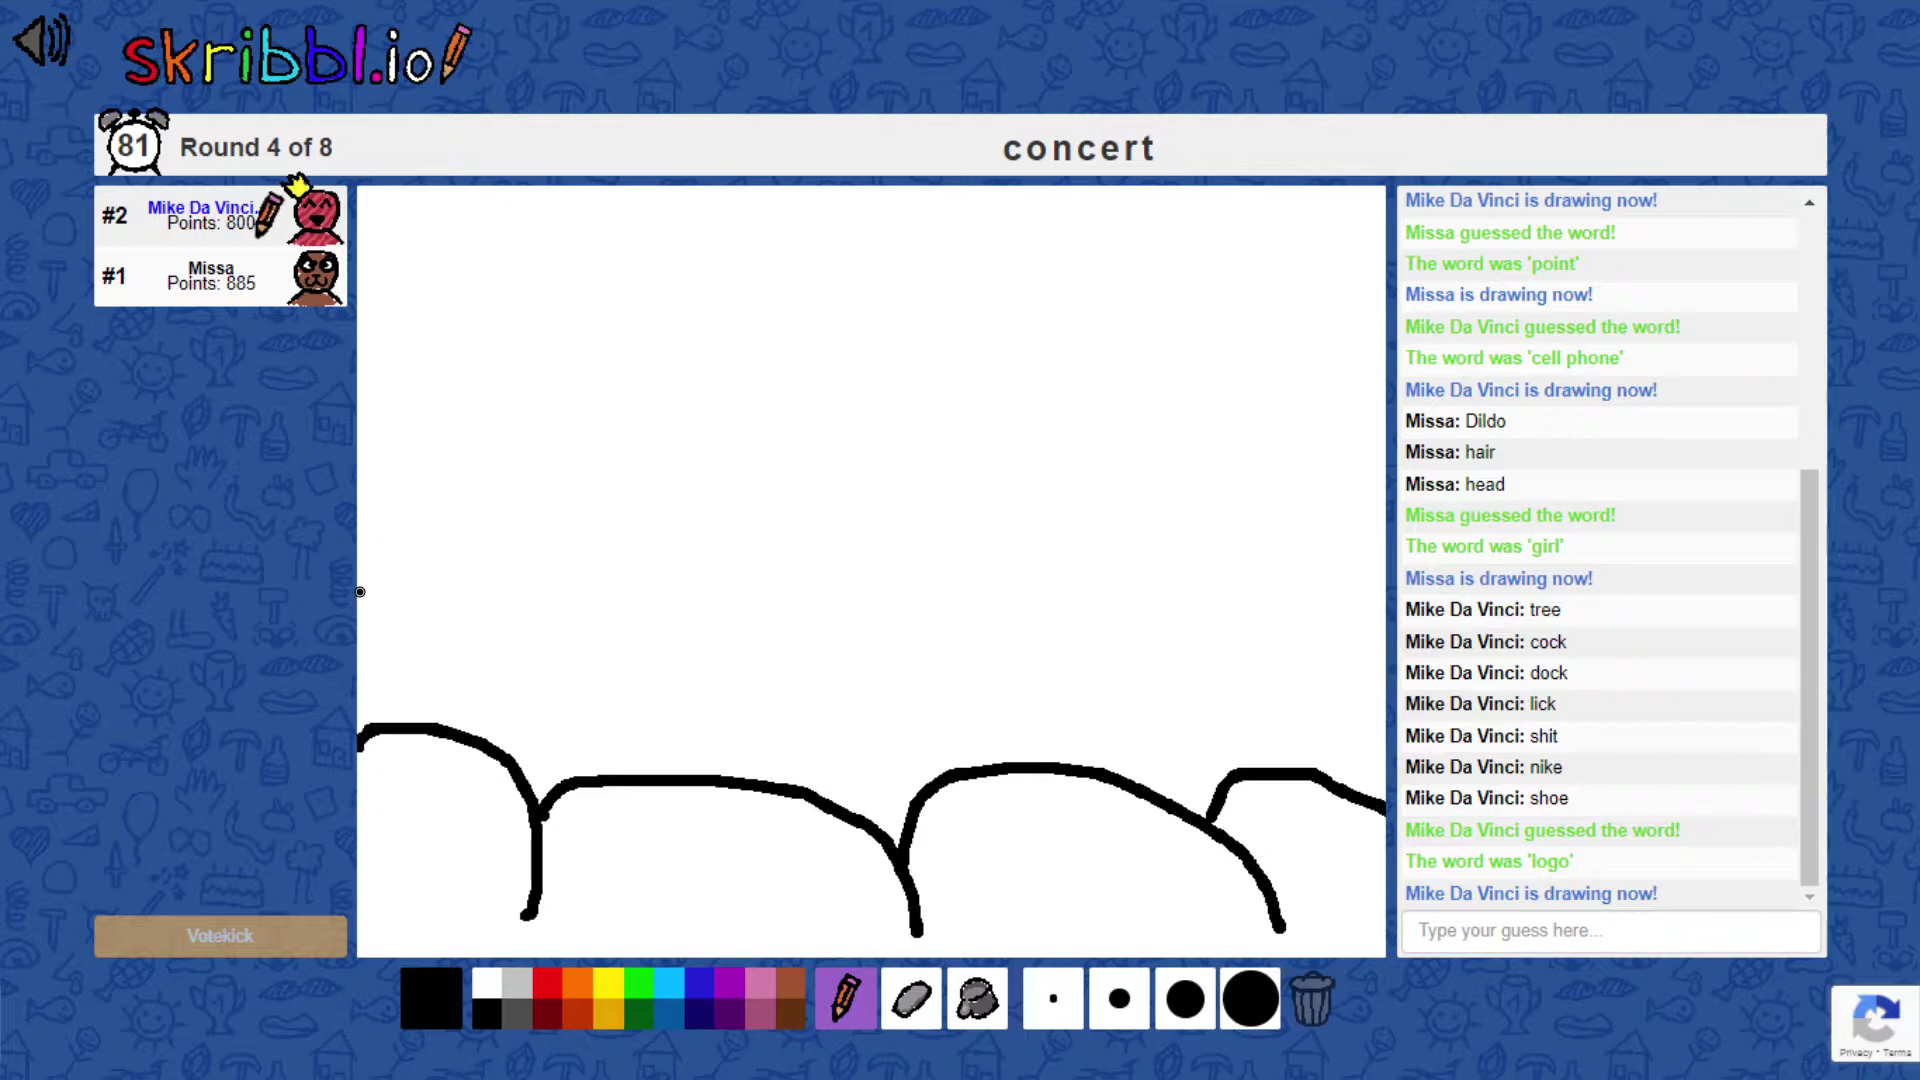 skribbl.io
81
Round 4 of 8
concert
#2
Mike Da Vinci.
Points: 800
#1
Missa
Points: 885
Votekick
Mike Da Vinci is drawing now!
Missa guessed the word!
The word was 'point'
Missa is drawing now!
Mike Da Vinci guessed the word!
The word was 'cell phone'
Mike Da Vinci is drawing now!
Missa: Dildo
Missa: hair
Missa: head
Missa guessed the word!
The word was 'girl'
Missa is drawing now!
Mike Da Vinci: tree
Mike Da Vinci: cock
Mike Da Vinci: dock
Mike Da Vinci: lick
Mike Da Vinci: shit
Mike Da Vinci: nike
Mike Da Vinci: shoe
Mike Da Vinci guessed the word!
The word was 'logo'
Mike Da Vinci is drawing now!
Type your guess here...
Privacy - Terms